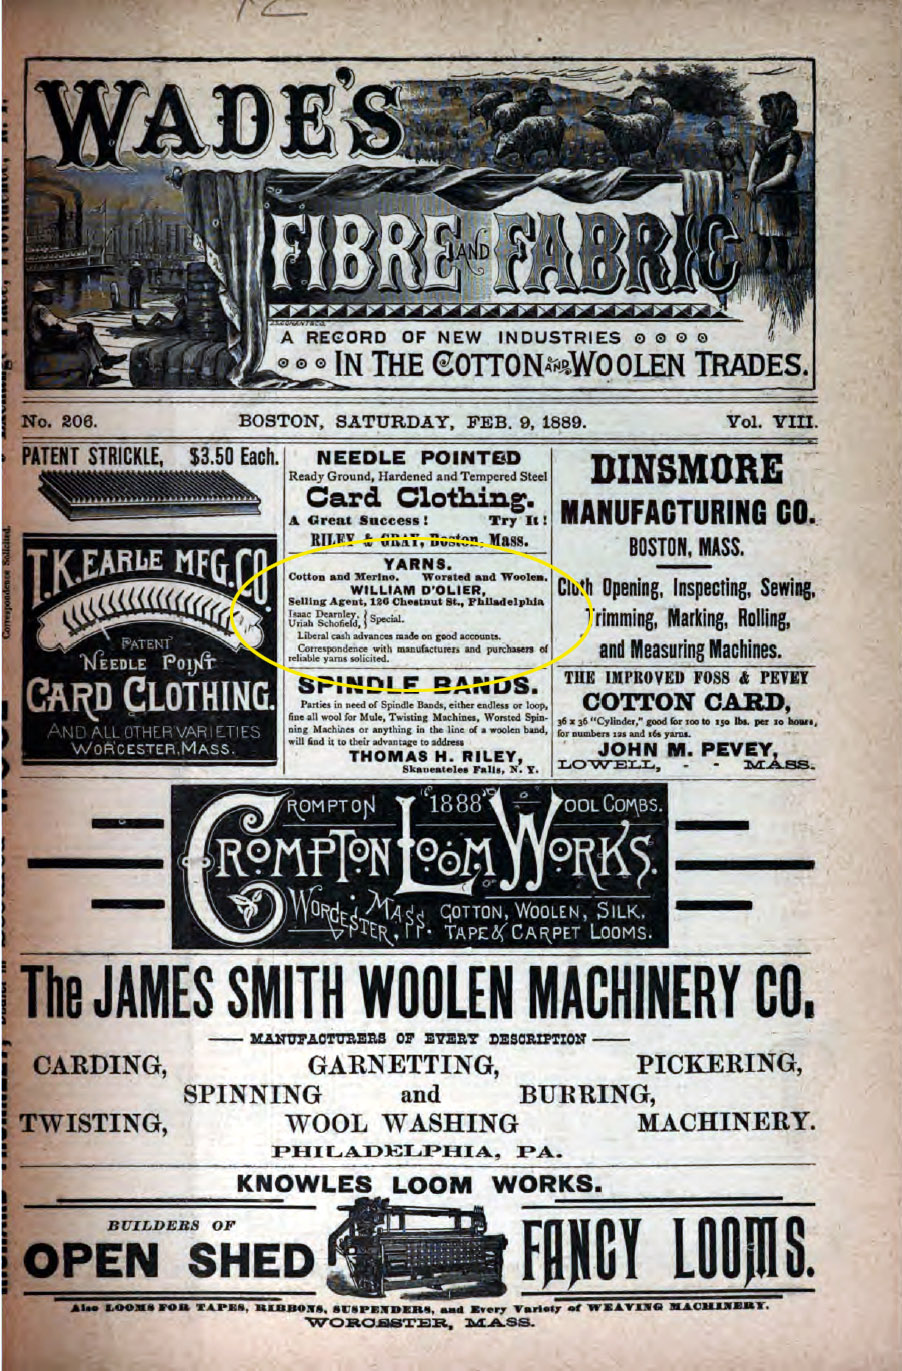 WADE'S
FIBRE AND FABRIC
A RECORD OF NEW INDUSTRIES
IN THE COTTON AND WOOLEN TRADES.
No. 206. BOSTON, SATURDAY, FEB. 9, 1889. Vol. VIII.
PATENT STRICKLE, $3.50 Each.
T.K. EARLE MFG. CO.
PATENT
NEEDLE POINT
CARD CLOTHING.
AND ALL OTHER VARIETIES
WORCESTER, MASS.
NEEDLE POINTED
Ready Ground, Hardened and Tempered Steel
Card Clothing.
A Great Success! Try It!
RILEY & GRAY, Boston, Mass.
YARNS.
Cotton and Merino. Worsted and Woolen.
WILLIAM D'OLIER,
Selling Agent, 126 Chestnut St., Philadelphia
Isaac Dearnley, } Special.
Uriah Schofield,
Liberal cash advances made on good accounts.
Correspondence with manufacturers and purchasers of
reliable yarns solicited.
SPINDLE BANDS.
Parties in need of Spindle Bands, either endless or loop,
fine all wool for Mule, Twisting Machines, Worsted Spin-
ning Machines or anything in the line of a woolen band,
will find it to their advantage to address
THOMAS H. RILEY,
Skaneateles Falls, N. Y.
DINSMORE
MANUFACTURING CO.
BOSTON, MASS.
Cloth Opening, Inspecting, Sewing,
Trimming, Marking, Rolling,
and Measuring Machines.
THE IMPROVED FOSS & PEVEY
COTTON CARD,
36 x 36 "Cylinder," good for 100 to 150 lbs. per 10 hours,
for numbers 12s and 16s yarns.
JOHN M. PEVEY,
LOWELL, - - MASS.
CROMPTON "1888" WOOL COMBS.
CROMPTON LOOM WORKS.
WORCESTER, MASS. COTTON, WOOLEN, SILK,
TAPE & CARPET LOOMS.
The JAMES SMITH WOOLEN MACHINERY CO.
MANUFACTURERS OF EVERY DESCRIPTION
CARDING, GARNETTING, PICKERING,
SPINNING and BURRING,
TWISTING, WOOL WASHING MACHINERY.
PHILADELPHIA, PA.
KNOWLES LOOM WORKS.
BUILDERS OF
OPEN SHED FANCY LOOMS.
Also LOOMS FOR TAPES, RIBBONS, SUSPENDERS, and Every Variety of WEAVING MACHINERY.
WORCESTER, MASS.
Correspondence Solicited.